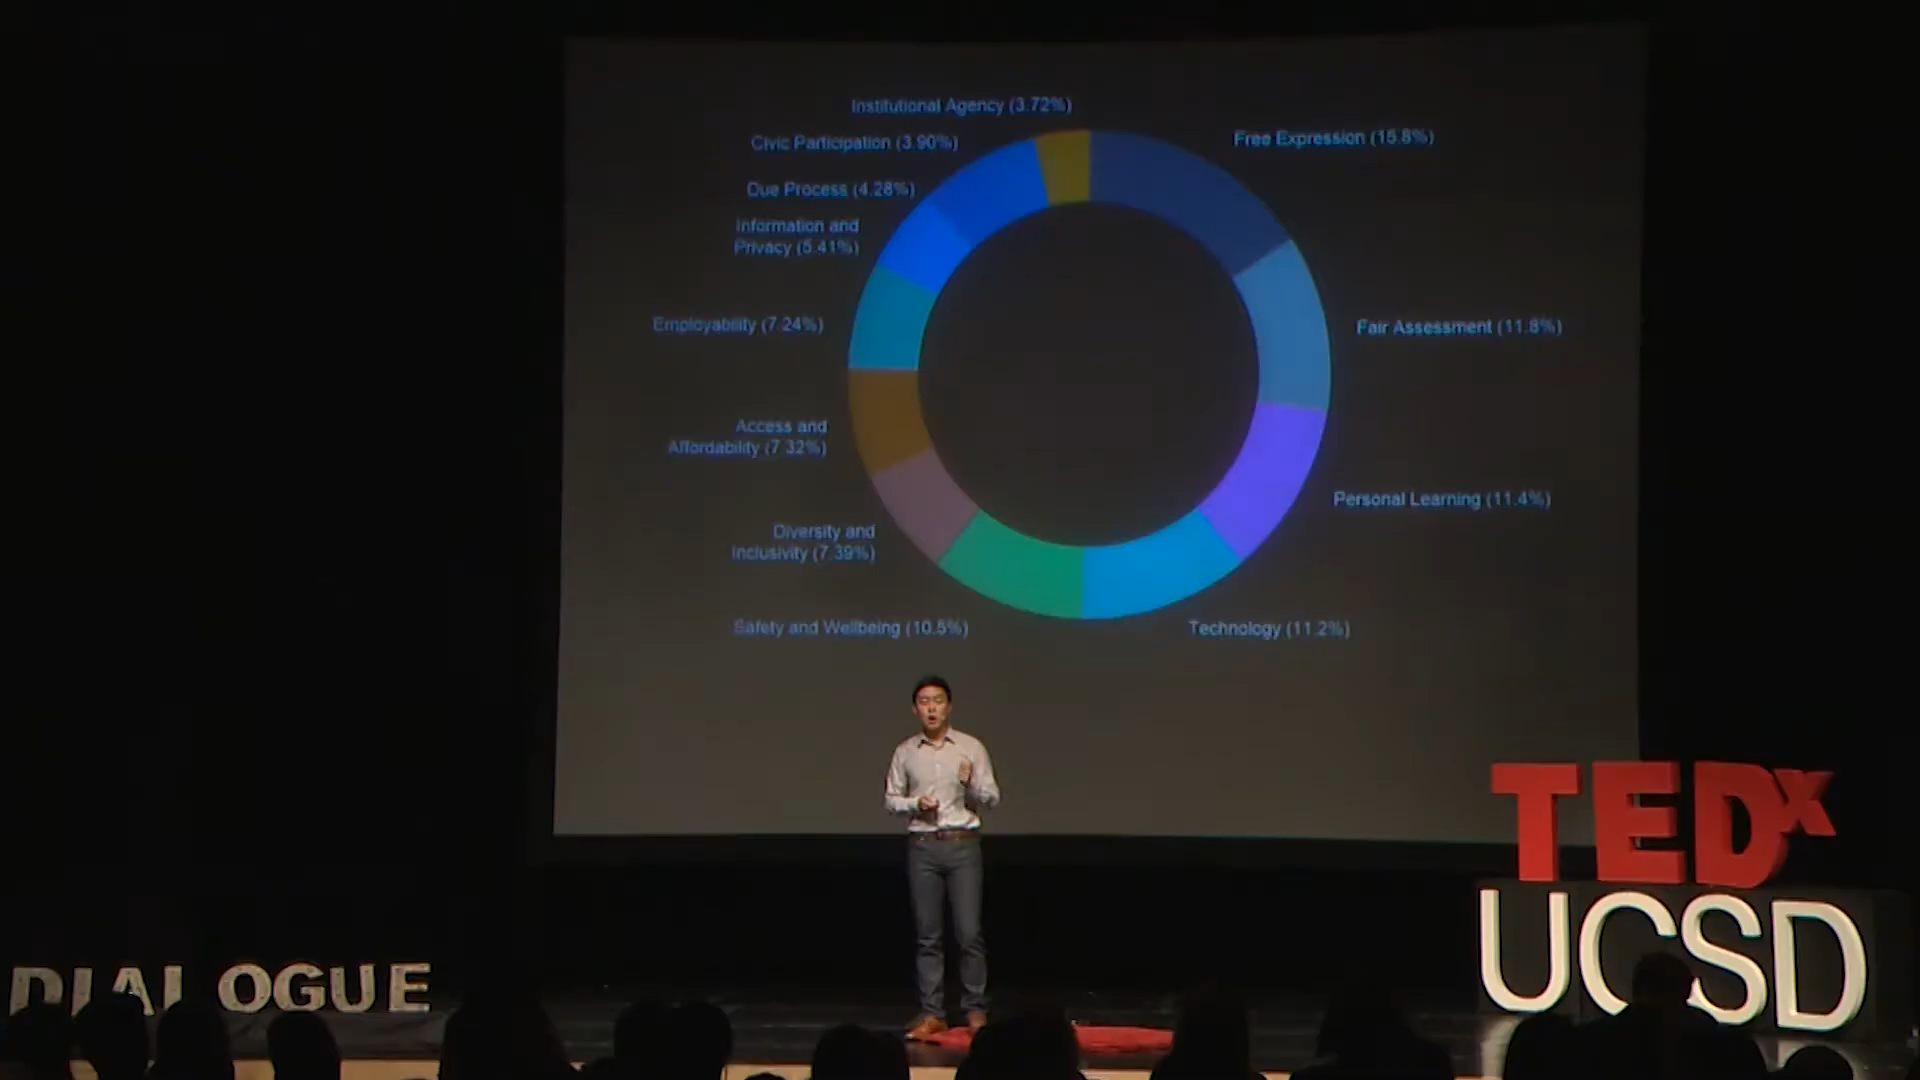 Institutional Agency (3.72%)
Civic Participation (3.90%)
Due Process (4.28%)
Information and
Privacy (5.41%)
Employability (7.24%)
Access and
Affordability (7.32%)
Diversity and
Inclusivity (7.39%)
Safety and Wellbeing (10.5%)
Free Expression (15.8%)
Fair Assessment (11.8%)
Personal Learning (11.4%)
Technology (11.2%)
TEDx
UCSD
DIALOGUE